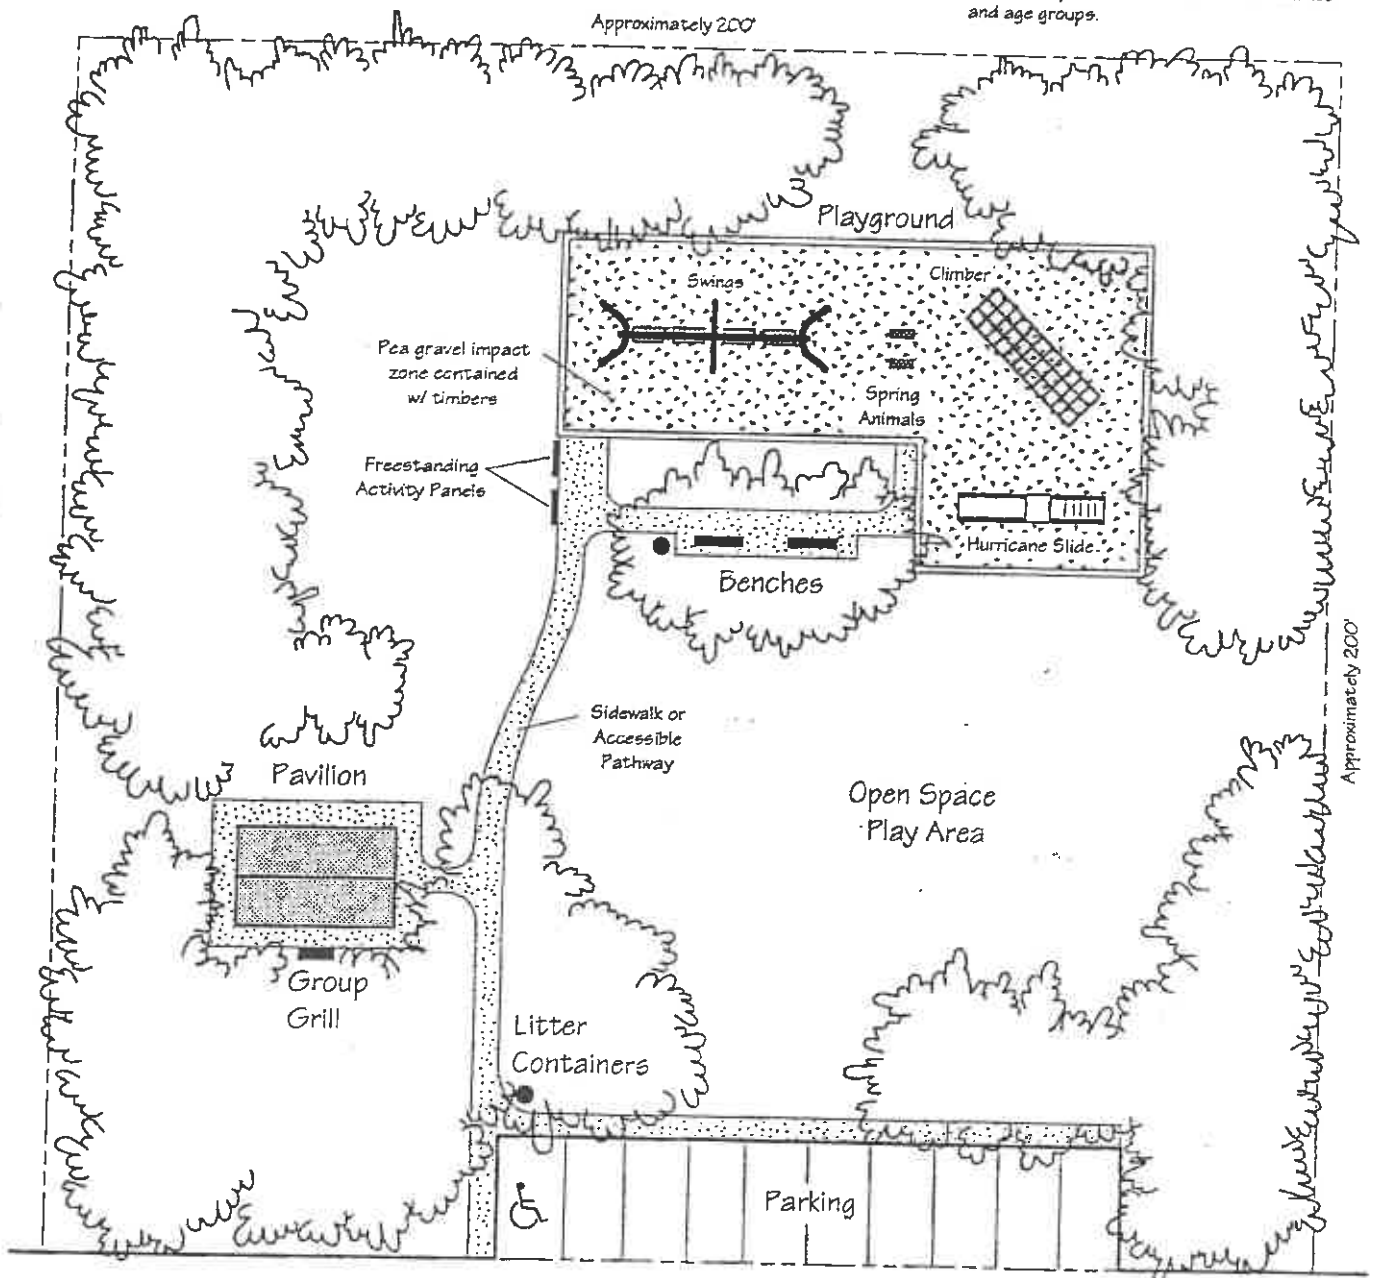 and age groups.
Approximately 200'
Playground
Swings
Climber
Pea gravel impact
zone contained
w/ timbers
Spring
Animals
Freestanding
Activity Panels
Hurricane Slide
Benches
Approximately 200'
Sidewalk or
Accessible
Pathway
Pavilion
Open Space
Play Area
Group
Grill
Litter
Containers
Parking